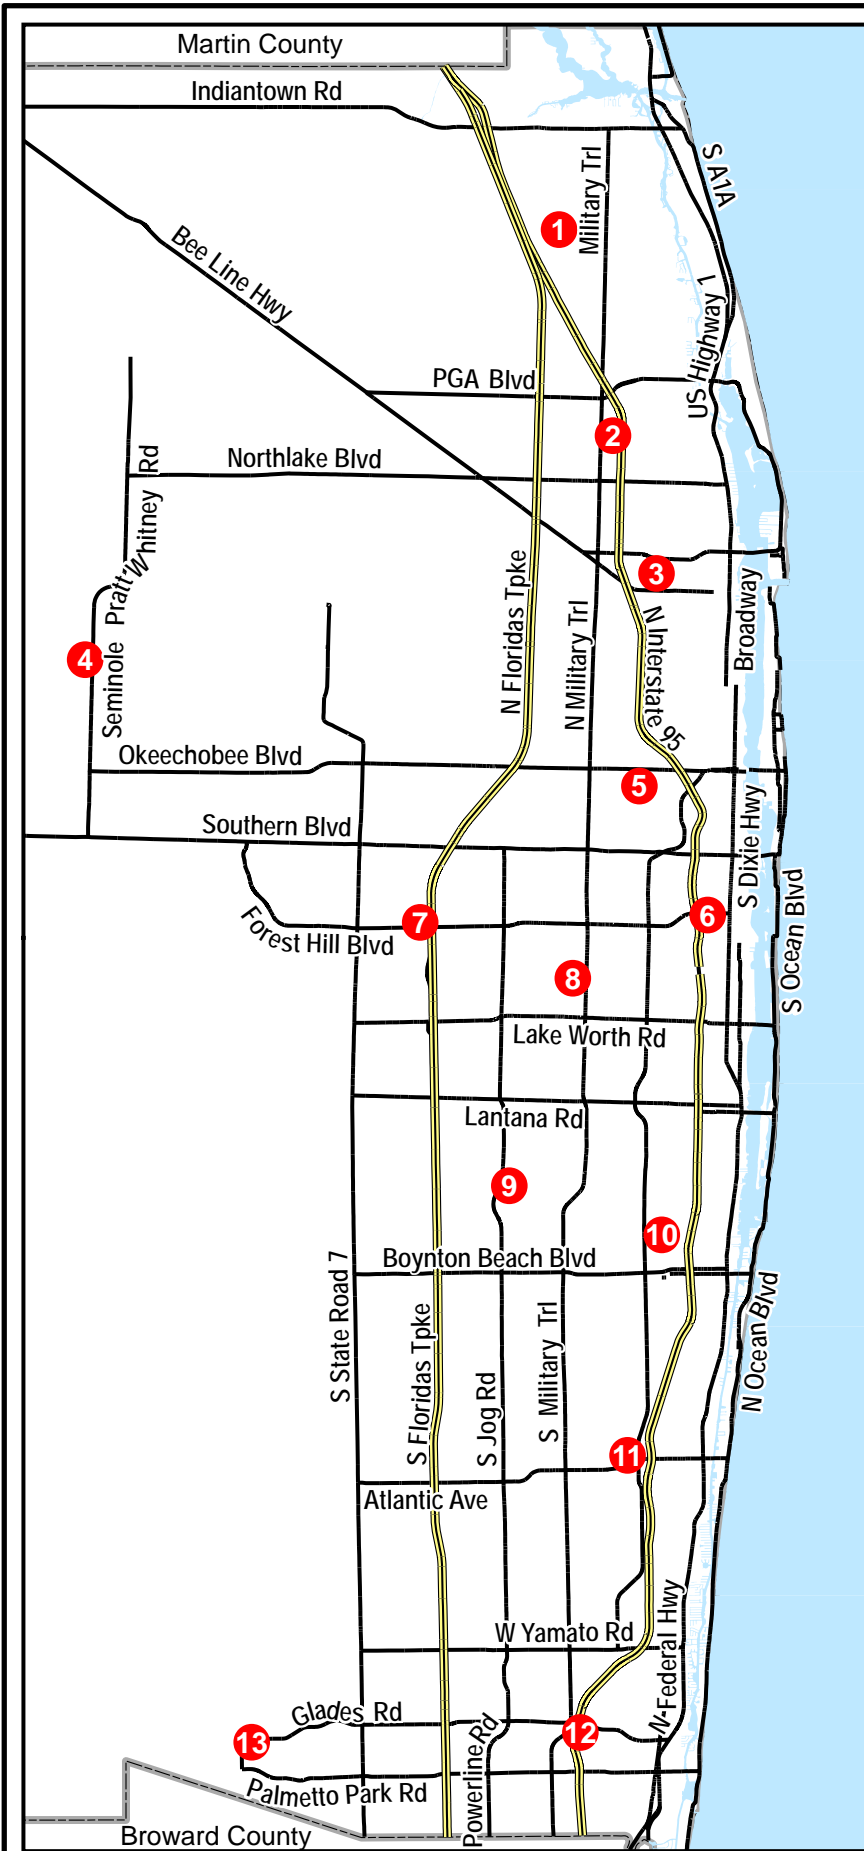 Martin County
Indiantown Rd
S A1A
Military Trl
1
Bee Line Hwy
US Highway 1
PGA Blvd
2
Northlake Blvd
Seminole Pratt Whitney Rd
3
Broadway
N Floridas Tpke
N Military Trl
N Interstate 95
4
Okeechobee Blvd
5
Southern Blvd
S Dixie Hwy
S Ocean Blvd
Forest Hill Blvd
7
6
8
Lake Worth Rd
Lantana Rd
9
10
Boynton Beach Blvd
S State Road 7
S Floridas Tpke
S Jog Rd
S Military Trl
N Ocean Blvd
11
Atlantic Ave
W Yamato Rd
N Federal Hwy
Glades Rd
12
13
Powerline Rd
Palmetto Park Rd
Broward County